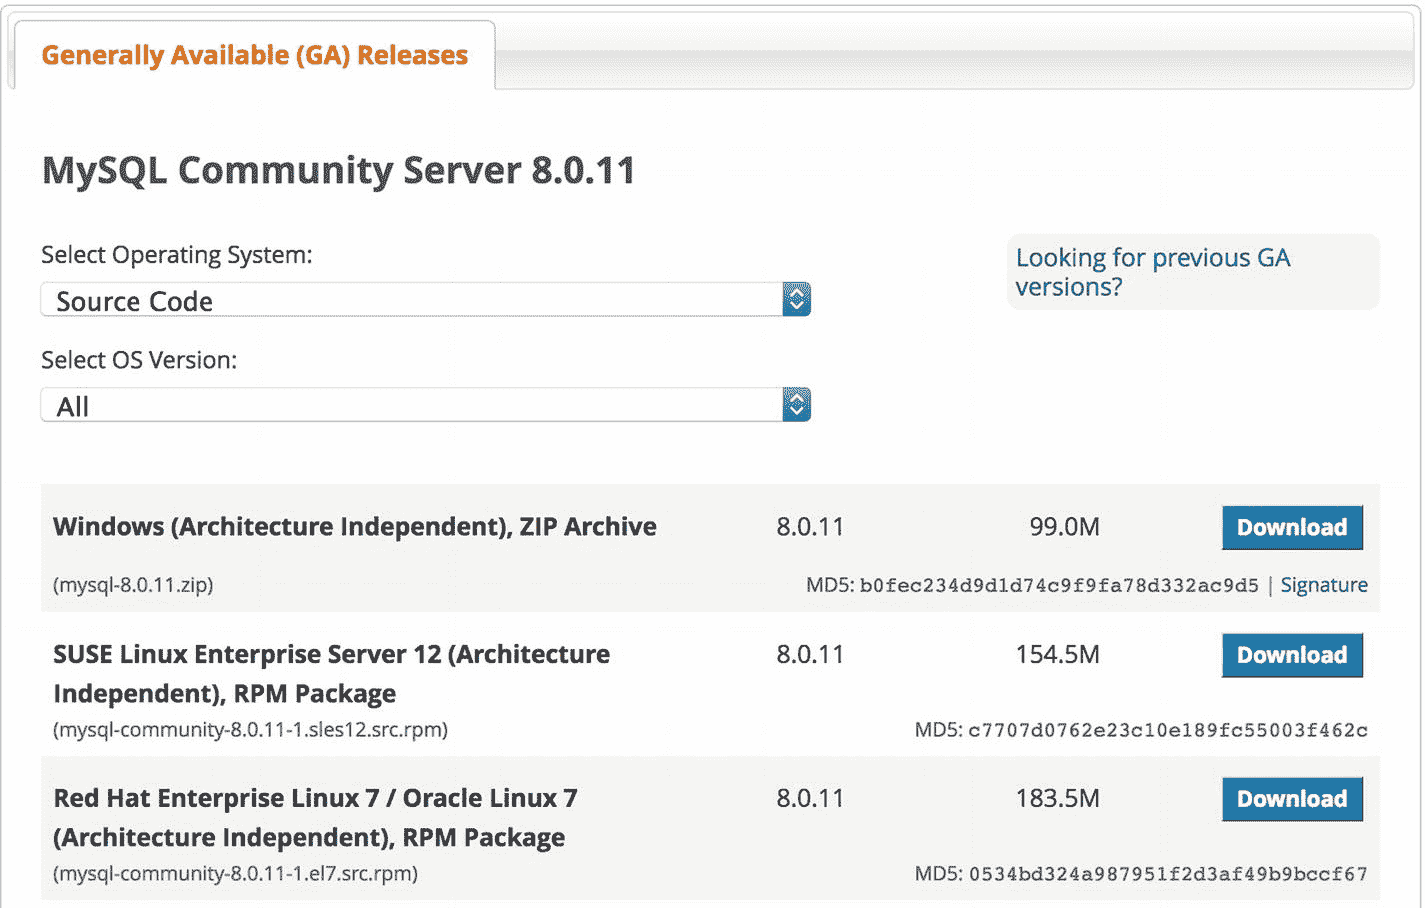 Generally Available (GA) Releases
MySQL Community Server 8.0.11
Select Operating System:
Source Code
Looking for previous GA
versions?
Select OS Version:
All
Windows (Architecture Independent), ZIP Archive 8.0.11 99.0M Download
(mysql-8.0.11.zip) MD5: b0fec234d9d1d74c9f9fa78d332ac9d5 | Signature
SUSE Linux Enterprise Server 12 (Architecture 8.0.11 154.5M Download
Independent), RPM Package
(mysql-community-8.0.11-1.sles12.src.rpm) MD5: c7707d0762e23c10e189fc55003f462c
Red Hat Enterprise Linux 7 / Oracle Linux 7 8.0.11 183.5M Download
(Architecture Independent), RPM Package
(mysql-community-8.0.11-1.el7.src.rpm) MD5: 0534bd324a987951f2d3af49b9bccf67